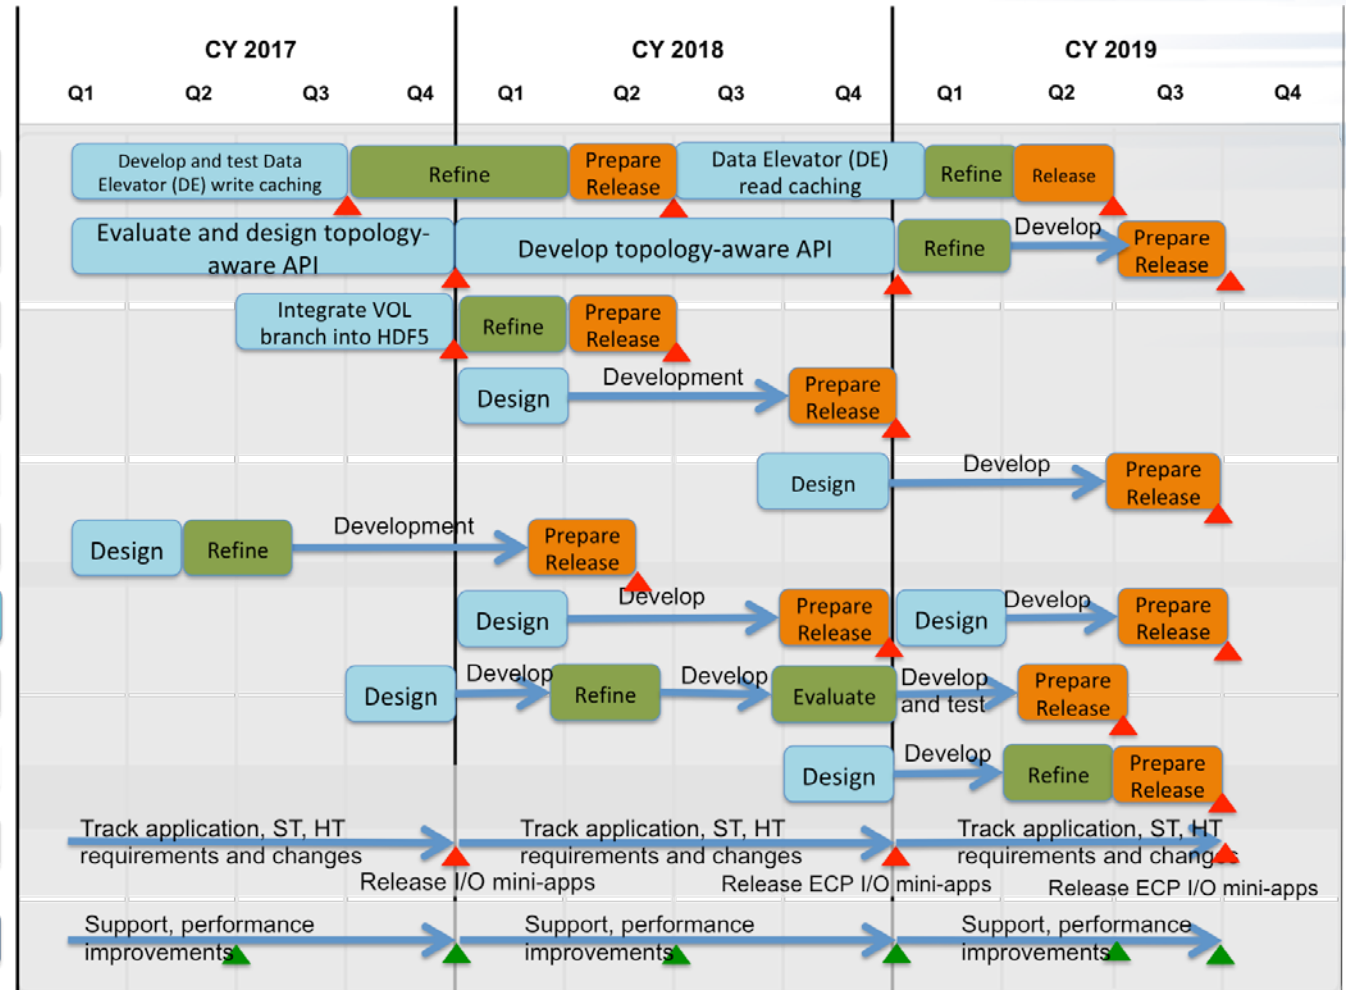 CY 2017
CY 2018
CY 2019
Q1 Q2 Q3 Q4 Q1 Q2 Q3 Q4 Q1 Q2 Q3 Q4
Develop and test Data
Elevator (DE) write caching
Refine
Prepare
Release
Data Elevator (DE)
read caching
Refine
Release
Evaluate and design topology-
aware API
Develop topology-aware API
Refine
Develop
Prepare
Release
Integrate VOL
branch into HDF5
Refine
Prepare
Release
Design
Development
Prepare
Release
Design
Develop
Prepare
Release
Design
Refine
Development
Prepare
Release
Design
Develop
Prepare
Release
Design
Develop
Prepare
Release
Design
Develop
Refine
Develop
Evaluate
Develop
and test
Prepare
Release
Design
Develop
Refine
Prepare
Release
Track application, ST, HT
requirements and changes
Release I/O mini-apps
Track application, ST, HT
requirements and changes
Release ECP I/O mini-apps
Track application, ST, HT
requirements and changes
Release ECP I/O mini-apps
Support, performance
improvements
Support, performance
improvements
Support, performance
improvements